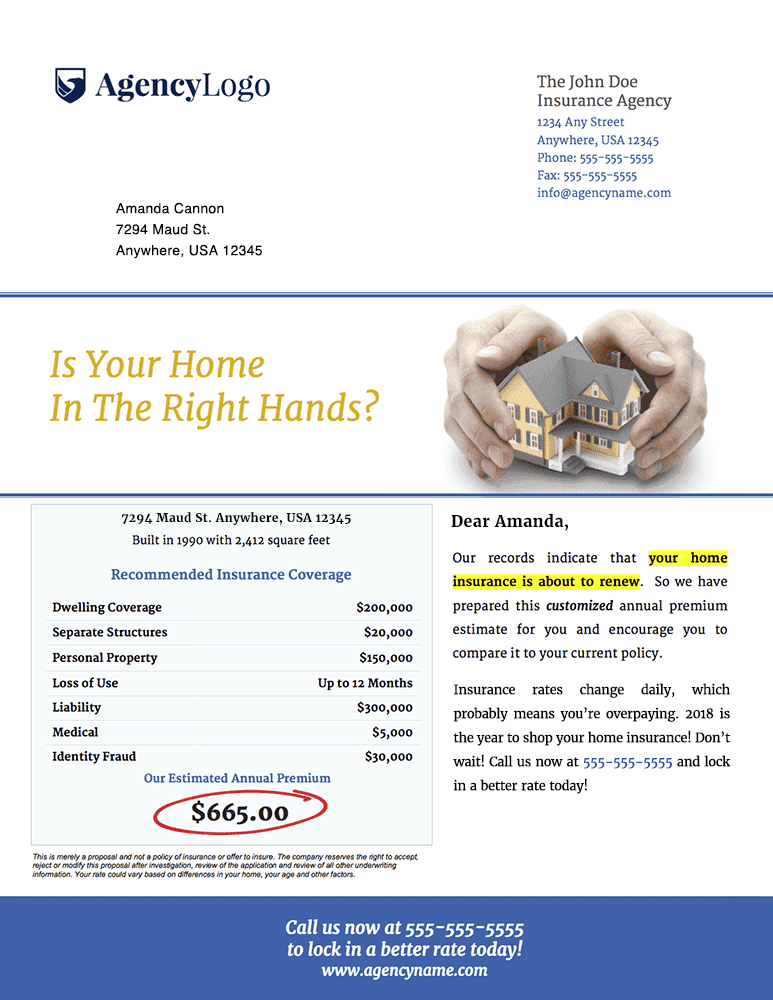 AgencyLogo
The John Doe
Insurance Agency
1234 Any Street
Anywhere, USA 12345
Phone: 555-555-5555
Fax: 555-555-5555
info@agencyname.com
Amanda Cannon
7294 Maud St.
Anywhere, USA 12345
Is Your Home
In The Right Hands?
7294 Maud St. Anywhere, USA 12345
Built in 1990 with 2,412 square feet
Recommended Insurance Coverage
Dwelling Coverage $200,000
Separate Structures $20,000
Personal Property $150,000
Loss of Use Up to 12 Months
Liability $300,000
Medical $5,000
Identity Fraud $30,000
Our Estimated Annual Premium
$665.00
This is merely a proposal and not a policy of insurance or offer to insure. The company reserves the right to accept,
reject or modify this proposal after investigation, review of the application and review of all other underwriting
information. Your rate could vary based on differences in your home, your age and other factors.
Dear Amanda,
Our records indicate that your home
insurance is about to renew. So we have
prepared this customized annual premium
estimate for you and encourage you to
compare it to your current policy.
Insurance rates change daily, which
probably means you're overpaying. 2018 is
the year to shop your home insurance! Don't
wait! Call us now at 555-555-5555 and lock
in a better rate today!
Call us now at 555-555-5555
to lock in a better rate today!
www.agencyname.com